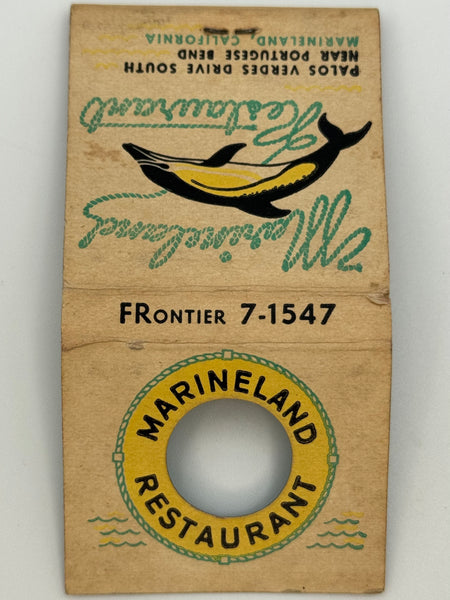 Marineland
Restaurant
PALOS VERDES DRIVE SOUTH
NEAR PORTUGESE BEND
MARINELAND, CALIFORNIA
FRONTIER 7-1547
MARINELAND
RESTAURANT